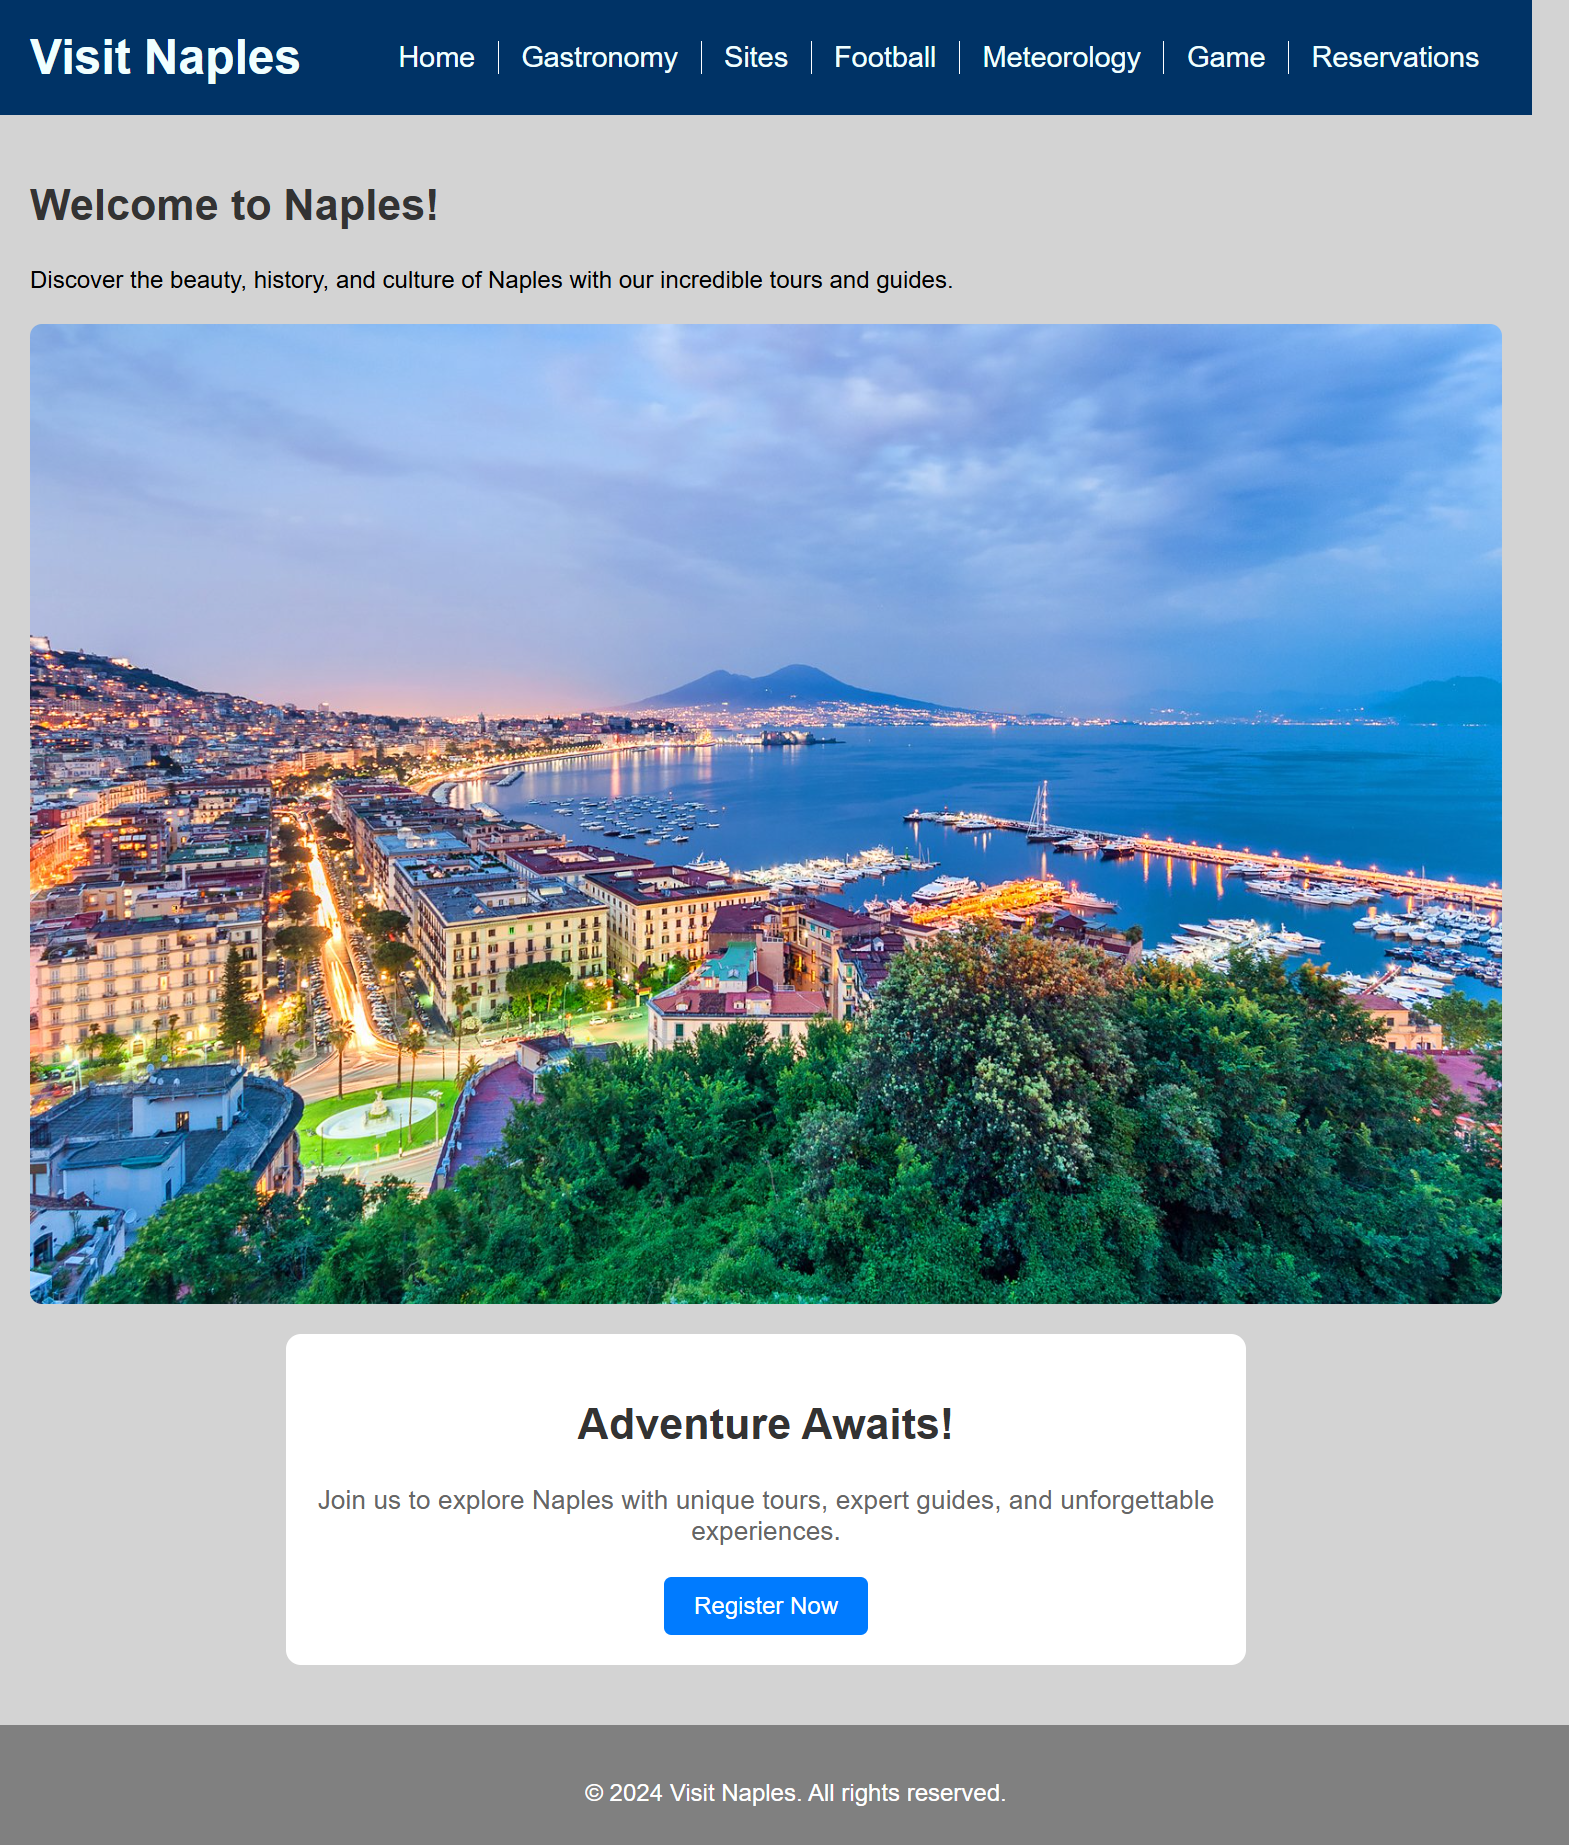 Visit Naples
Home
Gastronomy
Sites
Football
Meteorology
Game
Reservations
Welcome to Naples!
Discover the beauty, history, and culture of Naples with our incredible tours and guides.
Adventure Awaits!
Join us to explore Naples with unique tours, expert guides, and unforgettable
experiences.
Register Now
© 2024 Visit Naples. All rights reserved.